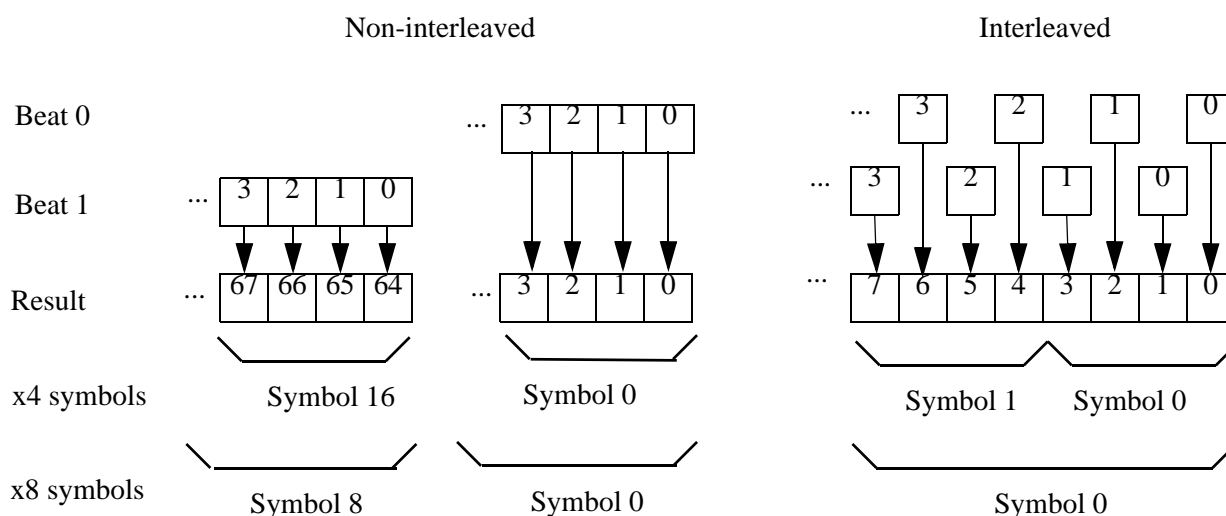 Non-interleaved Interleaved
Beat 0 ... 3 2 1 0 ... 3 2 1 0
Beat 1 ... 3 2 1 0 ... 3 2 1 0
Result ... 67 66 65 64 ... 3 2 1 0 ... 7 6 5 4 3 2 1 0
x4 symbols Symbol 16 Symbol 0 Symbol 1 Symbol 0
x8 symbols Symbol 8 Symbol 0 Symbol 0